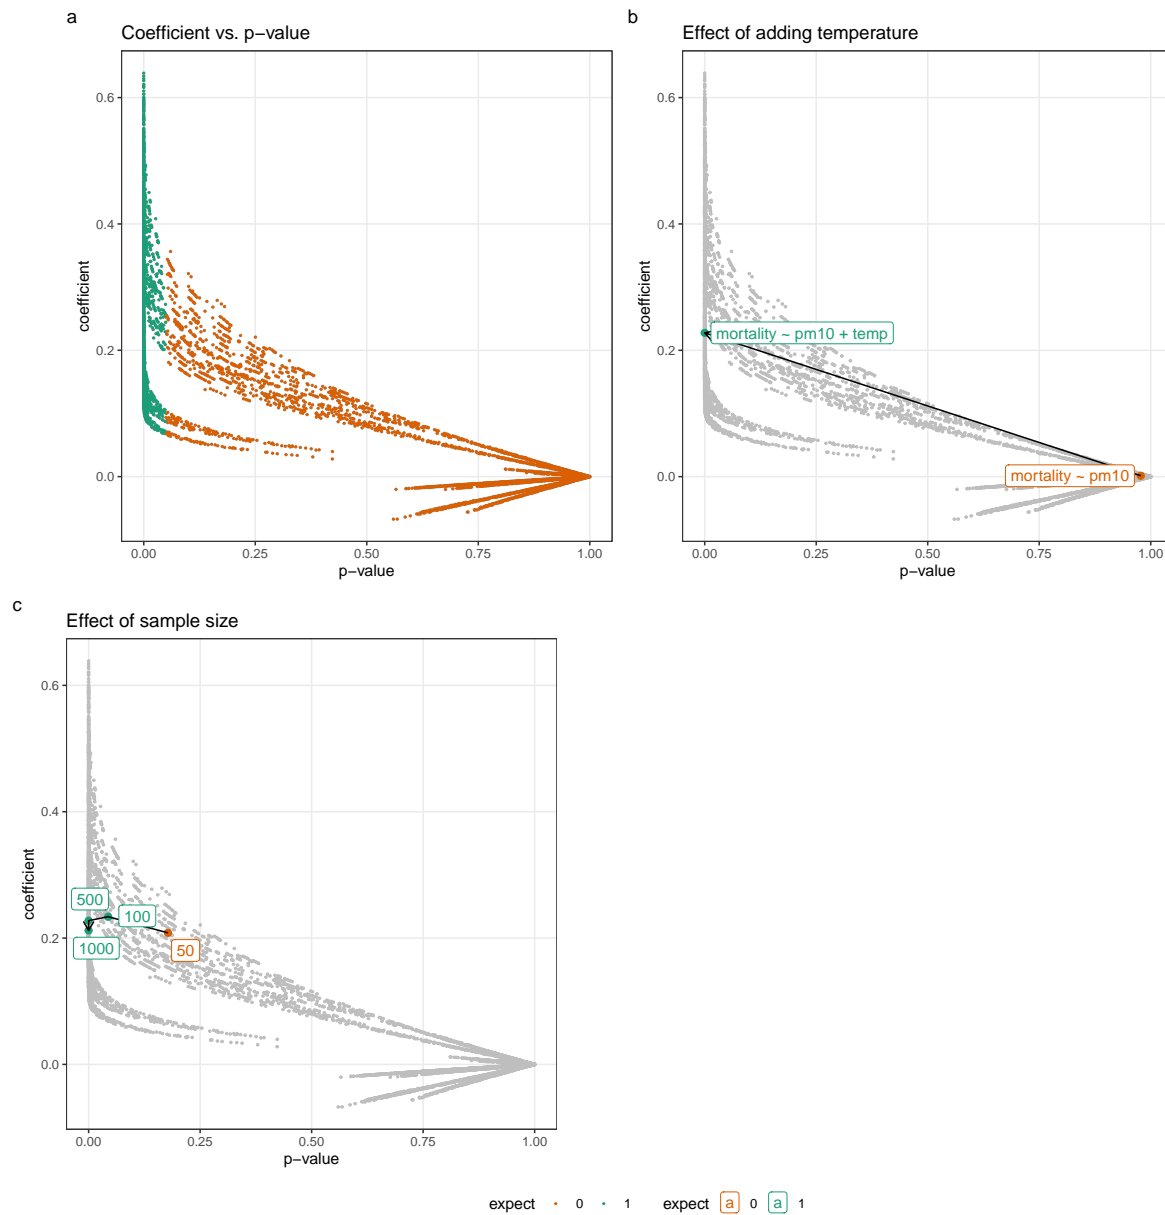 a
Coefficient vs. p−value
0.6
0.4
0.2
0.0
coefficient
0.00 0.25 0.50 0.75 1.00
p−value
b
Effect of adding temperature
0.6
0.4
0.2
0.0
coefficient
mortality ~ pm10 + temp
mortality ~ pm10
0.00 0.25 0.50 0.75 1.00
p−value
c
Effect of sample size
0.6
0.4
0.2
0.0
coefficient
500
100
1000
50
0.00 0.25 0.50 0.75 1.00
p−value
expect 0 1 expect a 0 a 1